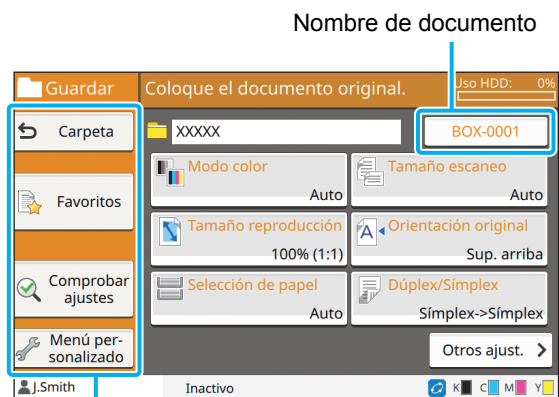 Nombre de documento
Guardar
Coloque el documento original.
Uso HDD: 0%
Carpeta
XXXXX
BOX-0001
Favoritos
Modo color
Auto
Tamaño escaneo
Auto
Tamaño reproducción
100% (1:1)
Orientación original
Sup. arriba
Comprobar
ajustes
Selección de papel
Auto
Dúplex/Símplex
Símplex->Símplex
Menú per-
sonalizado
Otros ajust.
J.Smith
Inactivo
K C M Y